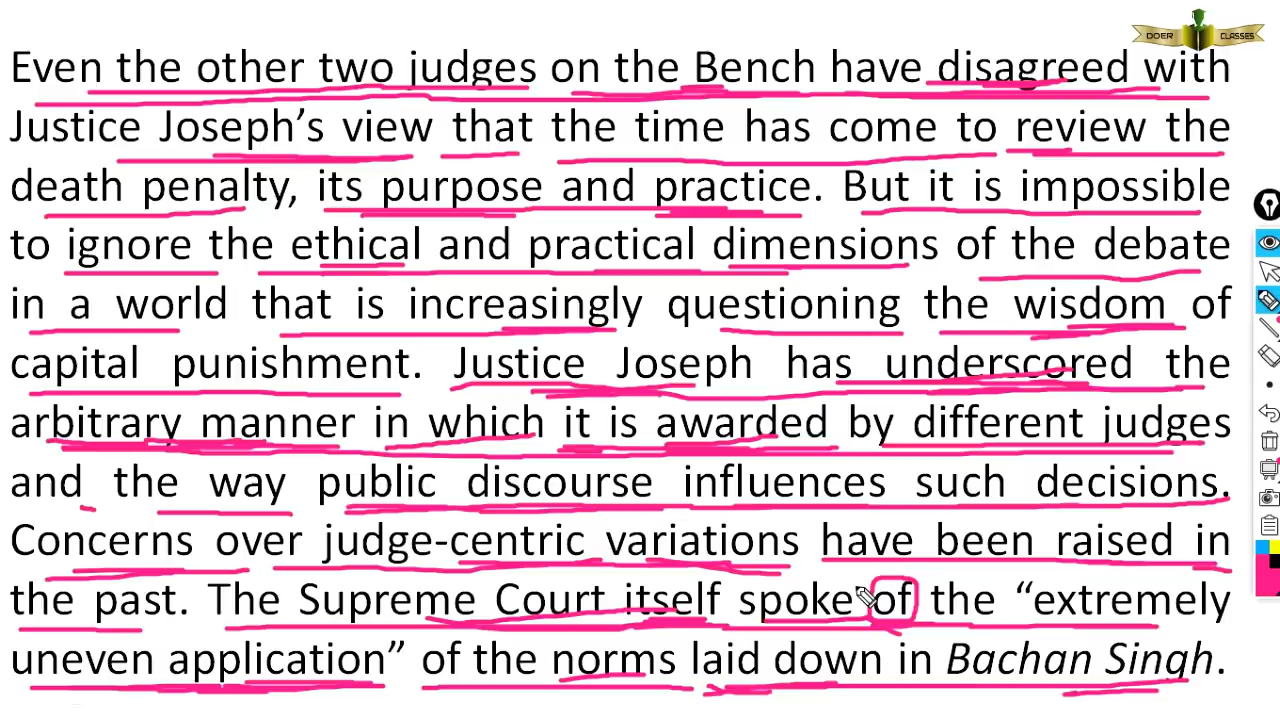 DOER CLASSES
Even the other two judges on the Bench have disagreed with
Justice Joseph’s view that the time has come to review the
death penalty, its purpose and practice. But it is impossible
to ignore the ethical and practical dimensions of the debate
in a world that is increasingly questioning the wisdom of
capital punishment. Justice Joseph has underscored the
arbitrary manner in which it is awarded by different judges
and the way public discourse influences such decisions.
Concerns over judge-centric variations have been raised in
the past. The Supreme Court itself spoke of the “extremely
uneven application” of the norms laid down in Bachan Singh.